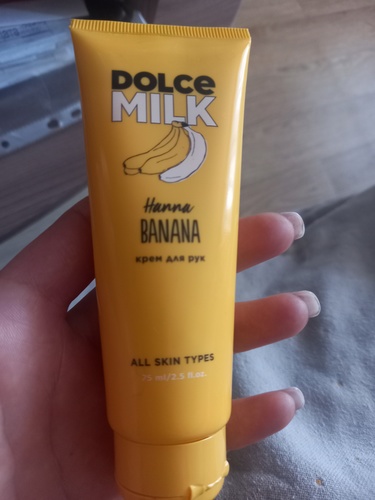 DOLCE
MILK
Hanna
BANANA
крем для рук
ALL SKIN TYPES
75 ml/2.5 fl.oz.